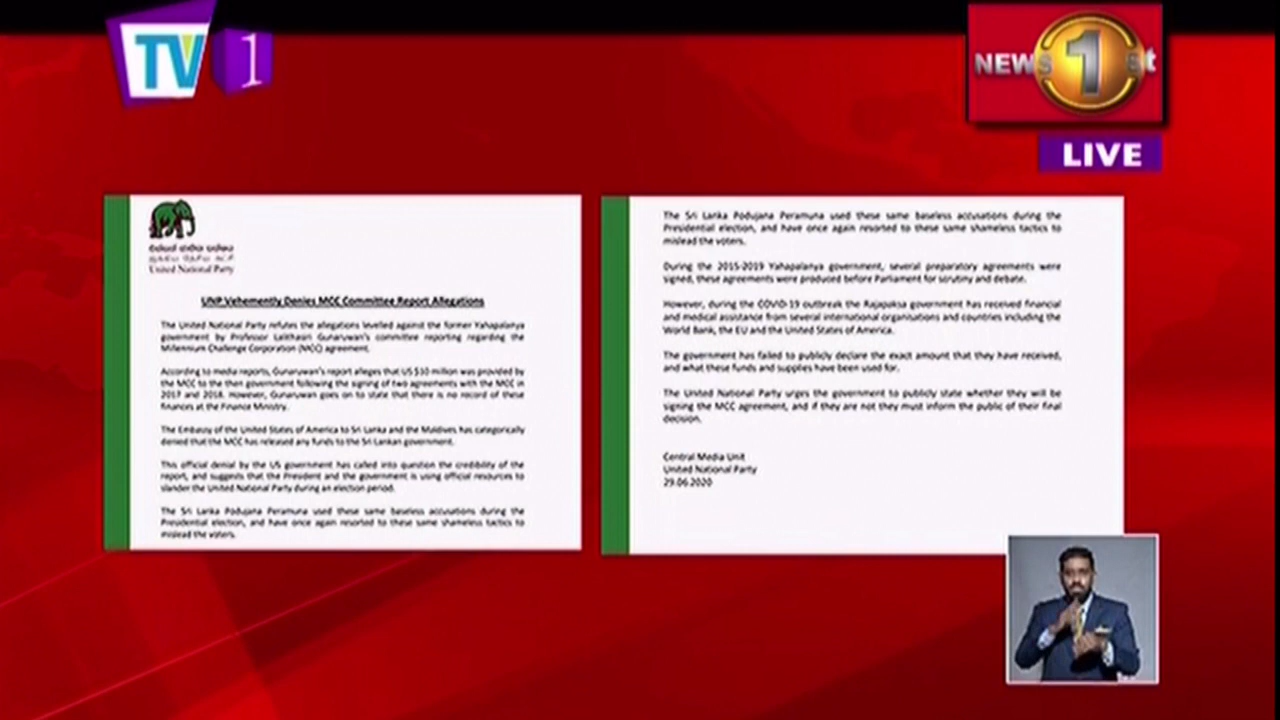 TV 1
NEWS 1st
LIVE
United National Party
UNP Vehemently Denies MCC Committee Report Allegations
The United National Party refutes the allegations levelled against the former Yahapalanya
government by Professor Lalithasiri Gunaruwan's committee reporting regarding the
Millennium Challenge Corporation (MCC) agreement.
According to media reports, Gunaruwan's report alleges that US $10 million was provided by
the MCC to the then government following the signing of two agreements with the MCC in
2017 and 2018. However, Gunaruwan goes on to state that there is no record of these
finances at the Finance Ministry.
The Embassy of the United States of America to Sri Lanka and the Maldives has categorically
denied that the MCC has released any funds to the Sri Lankan government.
This official denial by the US government has called into question the credibility of the
report, and suggests that the President and the government is using official resources to
slander the United National Party during an election period.
The Sri Lanka Podujana Peramuna used these same baseless accusations during the
Presidential election, and have once again resorted to these same shameless tactics to
mislead the voters.
The Sri Lanka Podujana Peramuna used these same baseless accusations during the
Presidential election, and have once again resorted to these same shameless tactics to
mislead the voters.
During the 2015-2019 Yahapalanya government, several preparatory agreements were
signed, these agreements were produced before Parliament for scrutiny and debate.
However, during the COVID-19 outbreak the Rajapaksa government has received financial
and medical assistance from several international organisations and countries including the
World Bank, the EU and the United States of America.
The government has failed to publicly declare the exact amount that they have received,
and what these funds and supplies have been used for.
The United National Party urges the government to publicly state whether they will be
signing the MCC agreement, and if they are not they must inform the public of their final
decision.
Central Media Unit
United National Party
29.06.2020